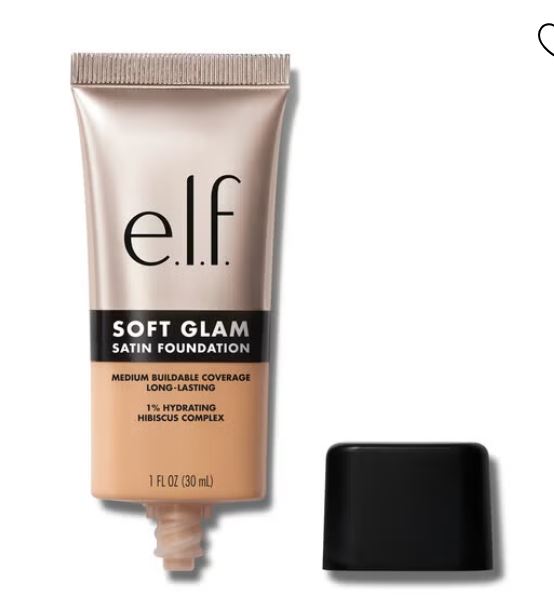 e.l.f.
SOFT GLAM
SATIN FOUNDATION
MEDIUM BUILDABLE COVERAGE
LONG-LASTING
1% HYDRATING
HIBISCUS COMPLEX
1 FL OZ (30 mL)